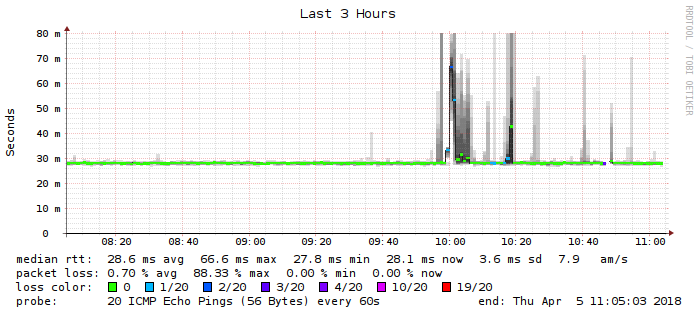 Last 3 Hours
RRDTOOL / TOBI OETIKER
Seconds
80 m
70 m
60 m
50 m
40 m
30 m
20 m
10 m
0
08:20 08:40 09:00 09:20 09:40 10:00 10:20 10:40 11:00
median rtt: 28.6 ms avg 66.6 ms max 27.8 ms min 28.1 ms now 3.6 ms sd 7.9 am/s
packet loss: 0.70 % avg 88.33 % max 0.00 % min 0.00 % now
loss color: 0 1/20 2/20 3/20 4/20 10/20 19/20
probe: 20 ICMP Echo Pings (56 Bytes) every 60s end: Thu Apr 5 11:05:03 2018